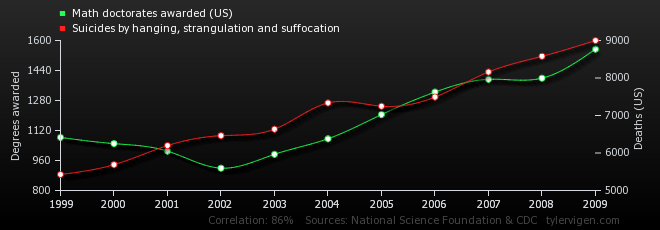 Math doctorates awarded (US)
Suicides by hanging, strangulation and suffocation
1600
1440
1280
1120
960
800
Degrees awarded
9000
8000
7000
6000
5000
Deaths (US)
1999 2000 2001 2002 2003 2004 2005 2006 2007 2008 2009
Correlation: 86% Sources: National Science Foundation & CDC tylervigen.com